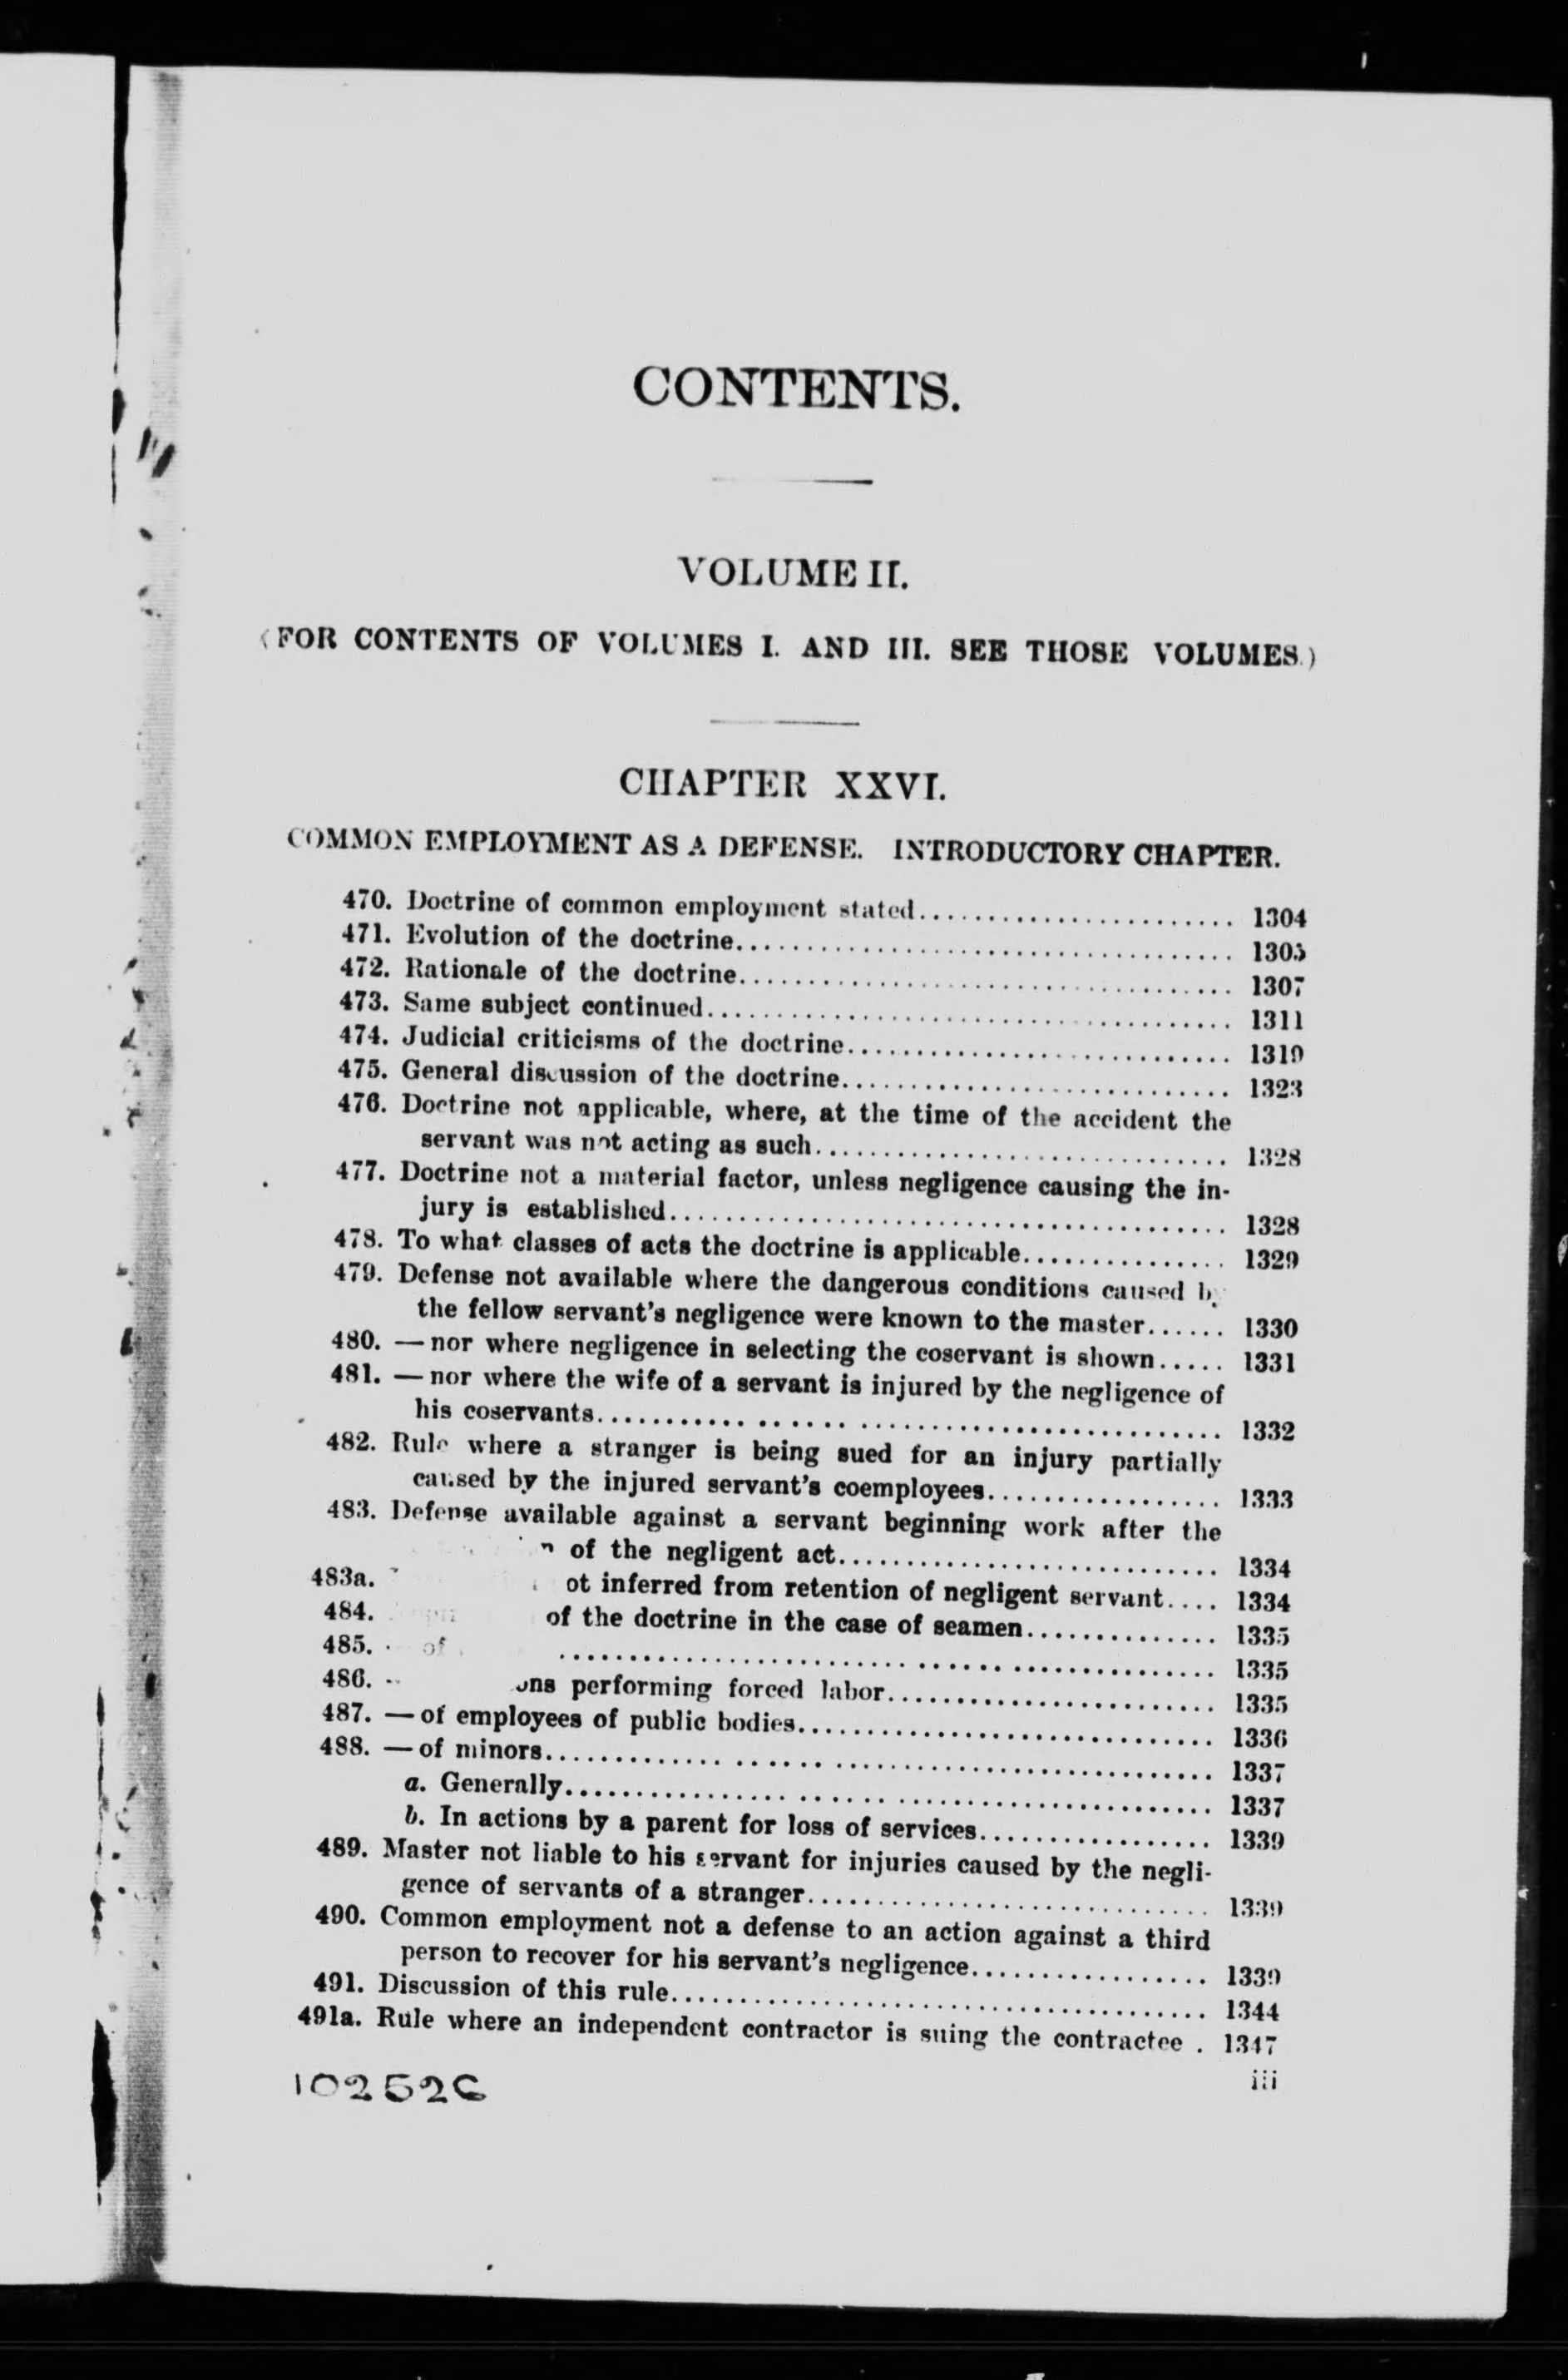 CONTENTS.
VOLUME II.
(FOR CONTENTS OF VOLUMES I. AND III. SEE THOSE VOLUMES.)
CHAPTER XXVI.
COMMON EMPLOYMENT AS A DEFENSE. INTRODUCTORY CHAPTER.
470. Doctrine of common employment stated........................ 1304
471. Evolution of the doctrine.................................... 1305
472. Rationale of the doctrine.................................... 1307
473. Same subject continued...................................... 1311
474. Judicial criticisms of the doctrine............................ 1319
475. General discussion of the doctrine............................ 1323
476. Doctrine not applicable, where, at the time of the accident the
servant was not acting as such.............................. 1328
477. Doctrine not a material factor, unless negligence causing the in-
jury is established........................................ 1328
478. To what classes of acts the doctrine is applicable............... 1329
479. Defense not available where the dangerous conditions caused by
the fellow servant's negligence were known to the master...... 1330
480. — nor where negligence in selecting the coservant is shown..... 1331
481. — nor where the wife of a servant is injured by the negligence of
his coservants............................................ 1332
482. Rule where a stranger is being sued for an injury partially
caused by the injured servant's coemployees................. 1333
483. Defense available against a servant beginning work after the
of the negligent act............................ 1334
483a. ot inferred from retention of negligent servant.... 1334
484. of the doctrine in the case of seamen.............. 1335
485. of ................................................ 1335
486. ons performing forced labor........................ 1335
487. — of employees of public bodies.............................. 1336
488. — of minors................................................ 1337
a. Generally.............................................. 1337
b. In actions by a parent for loss of services................. 1339
489. Master not liable to his servant for injuries caused by the negli-
gence of servants of a stranger............................. 1339
490. Common employment not a defense to an action against a third
person to recover for his servant's negligence................. 1339
491. Discussion of this rule....................................... 1344
491a. Rule where an independent contractor is suing the contractee . 1347
102526
iii